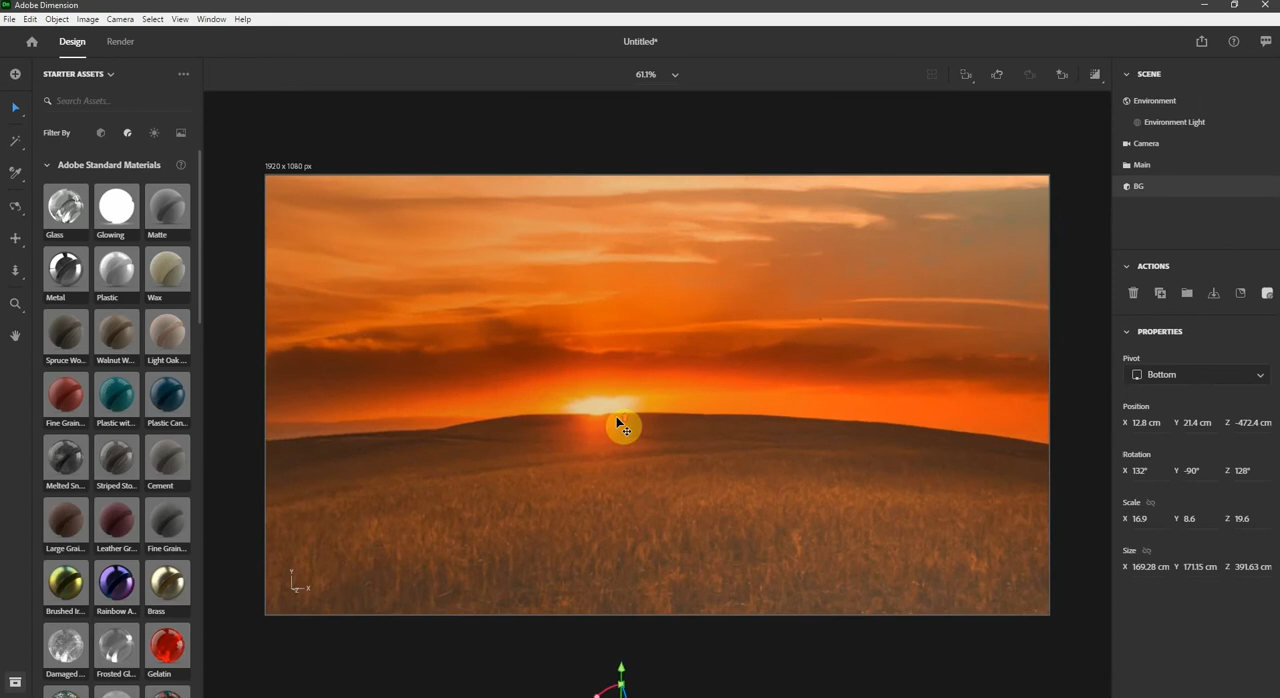 Dn Adobe Dimension
File Edit Object Image Camera Select View Window Help
Design Render Untitled*
STARTER ASSETS 61.1% SCENE
Search Assets...
Environment
Environment Light
Filter By
Camera
Adobe Standard Materials
Main
1920 x 1080 px
BG
Glass Glowing Matte
ACTIONS
Metal Plastic Wax
PROPERTIES
Pivot
Spruce Wo... Walnut W... Light Oak ...
Bottom
Position
X 12.8 cm Y 21.4 cm Z -472.4 cm
Fine Grain... Plastic wit... Plastic Can...
Rotation
X 132° Y -90° Z 128°
Melted Sn... Striped Sto... Cement
Scale
X 16.9 Y 8.6 Z 19.6
Large Grai... Leather Gr... Fine Grain...
Size
X 169.28 cm Y 171.15 cm Z 391.63 cm
Y
Z X
Brushed Ir... Rainbow A... Brass
Damaged ... Frosted Gl... Gelatin